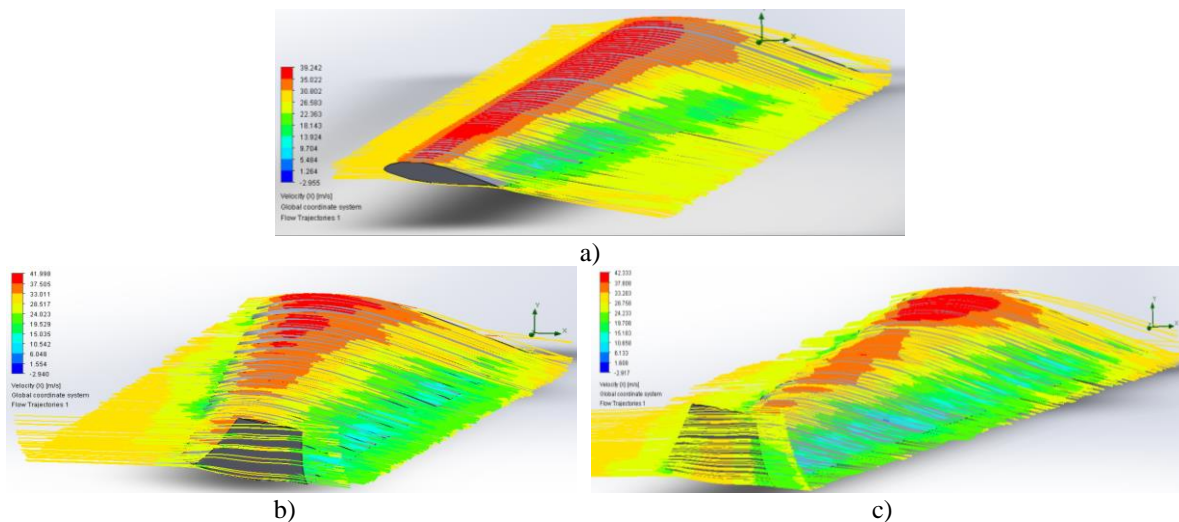 39.242
35.022
30.802
26.583
22.363
18.143
13.924
9.704
5.484
1.264
-2.955
Velocity (X) [m/s]
Global coordinate system
Flow Trajectories 1
X
a)
41.998
37.505
33.011
28.517
24.023
19.529
15.035
10.542
6.048
1.554
-2.940
Velocity (X) [m/s]
Global coordinate system
Flow Trajectories 1
Y
X
b)
42.333
37.808
33.283
28.758
24.233
19.708
15.183
10.658
6.133
1.608
-2.917
Velocity (X) [m/s]
Global coordinate system
Flow Trajectories 1
Y
X
c)